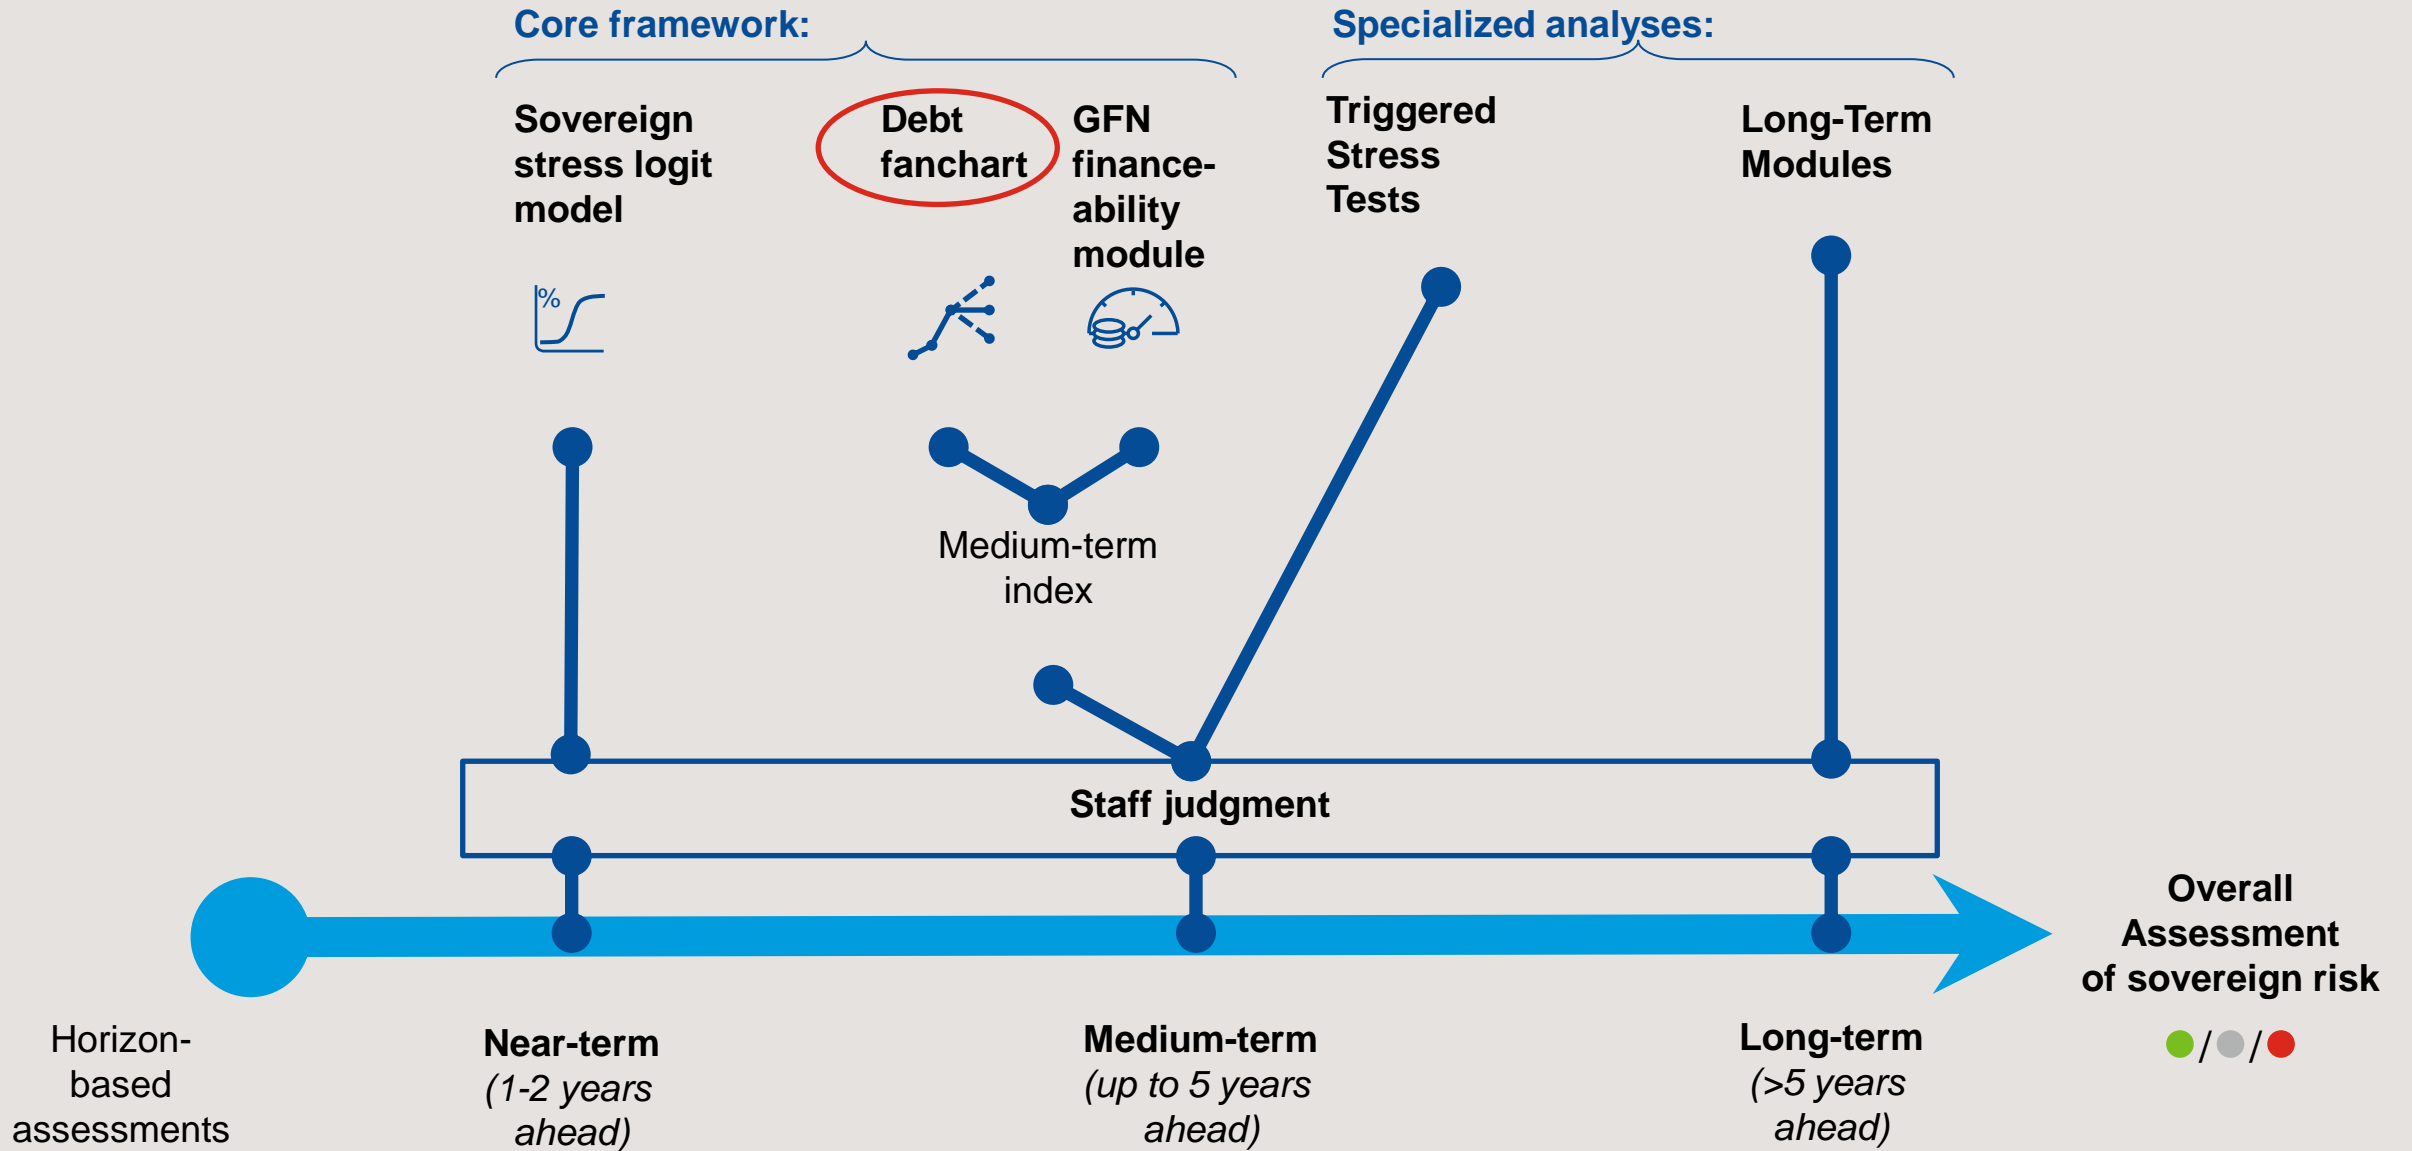 Core framework:
Specialized analyses:
Sovereign
stress logit
model
Debt
fanchart
GFN
finance-
ability
module
Triggered
Stress
Tests
Long-Term
Modules
%
Medium-term
index
Staff judgment
Overall
Assessment
of sovereign risk
/ /
Horizon-
based
assessments
Near-term
(1-2 years
ahead)
Medium-term
(up to 5 years
ahead)
Long-term
(>5 years
ahead)